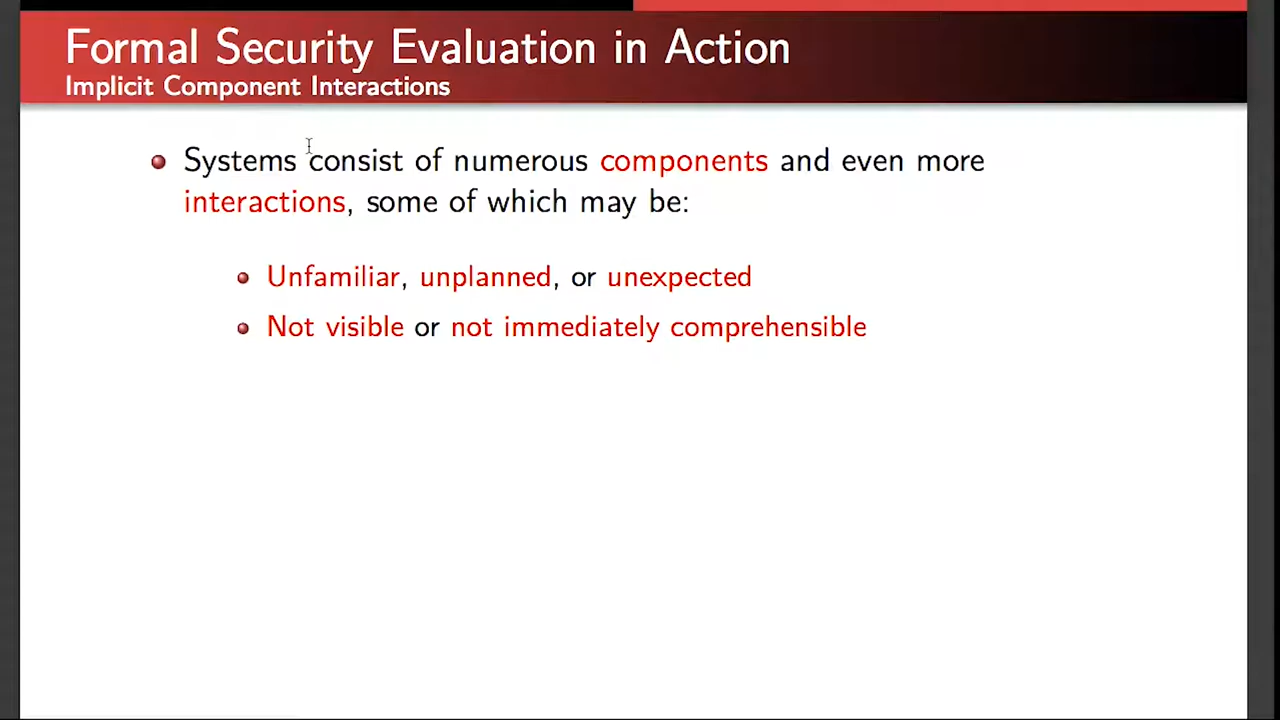 Formal Security Evaluation in Action
Implicit Component Interactions
Systems consist of numerous components and even more
interactions, some of which may be:
Unfamiliar, unplanned, or unexpected
Not visible or not immediately comprehensible